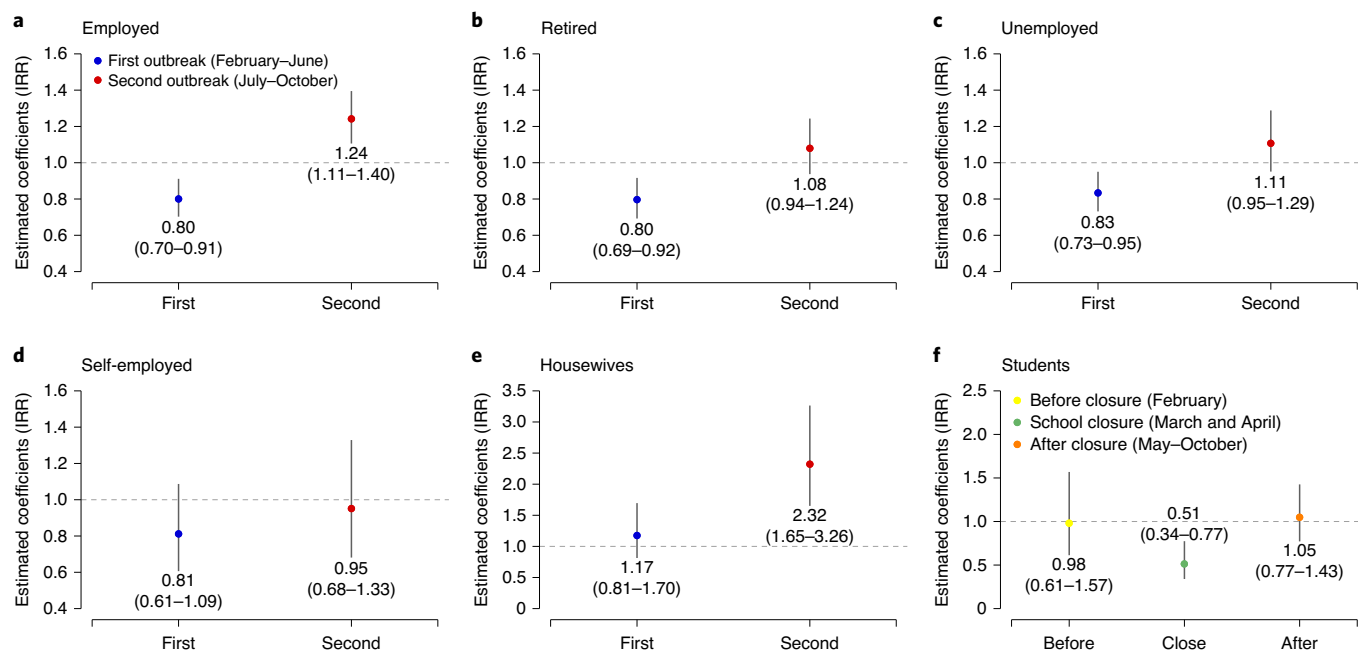 a
Employed
Estimated coefficients (IRR)
1.6
1.4
1.2
1.0
0.8
0.6
0.4
First outbreak (February–June)
Second outbreak (July–October)
0.80
(0.70–0.91)
1.24
(1.11–1.40)
First
Second
b
Retired
Estimated coefficients (IRR)
1.6
1.4
1.2
1.0
0.8
0.6
0.4
0.80
(0.69–0.92)
1.08
(0.94–1.24)
First
Second
c
Unemployed
Estimated coefficients (IRR)
1.6
1.4
1.2
1.0
0.8
0.6
0.4
0.83
(0.73–0.95)
1.11
(0.95–1.29)
First
Second
d
Self-employed
Estimated coefficients (IRR)
1.6
1.4
1.2
1.0
0.8
0.6
0.4
0.81
(0.61–1.09)
0.95
(0.68–1.33)
First
Second
e
Housewives
Estimated coefficients (IRR)
3.5
3.0
2.5
2.0
1.5
1.0
0.5
0
1.17
(0.81–1.70)
2.32
(1.65–3.26)
First
Second
f
Students
Estimated coefficients (IRR)
2.5
2.0
1.5
1.0
0.5
0
Before closure (February)
School closure (March and April)
After closure (May–October)
0.98
(0.61–1.57)
0.51
(0.34–0.77)
1.05
(0.77–1.43)
Before
Close
After